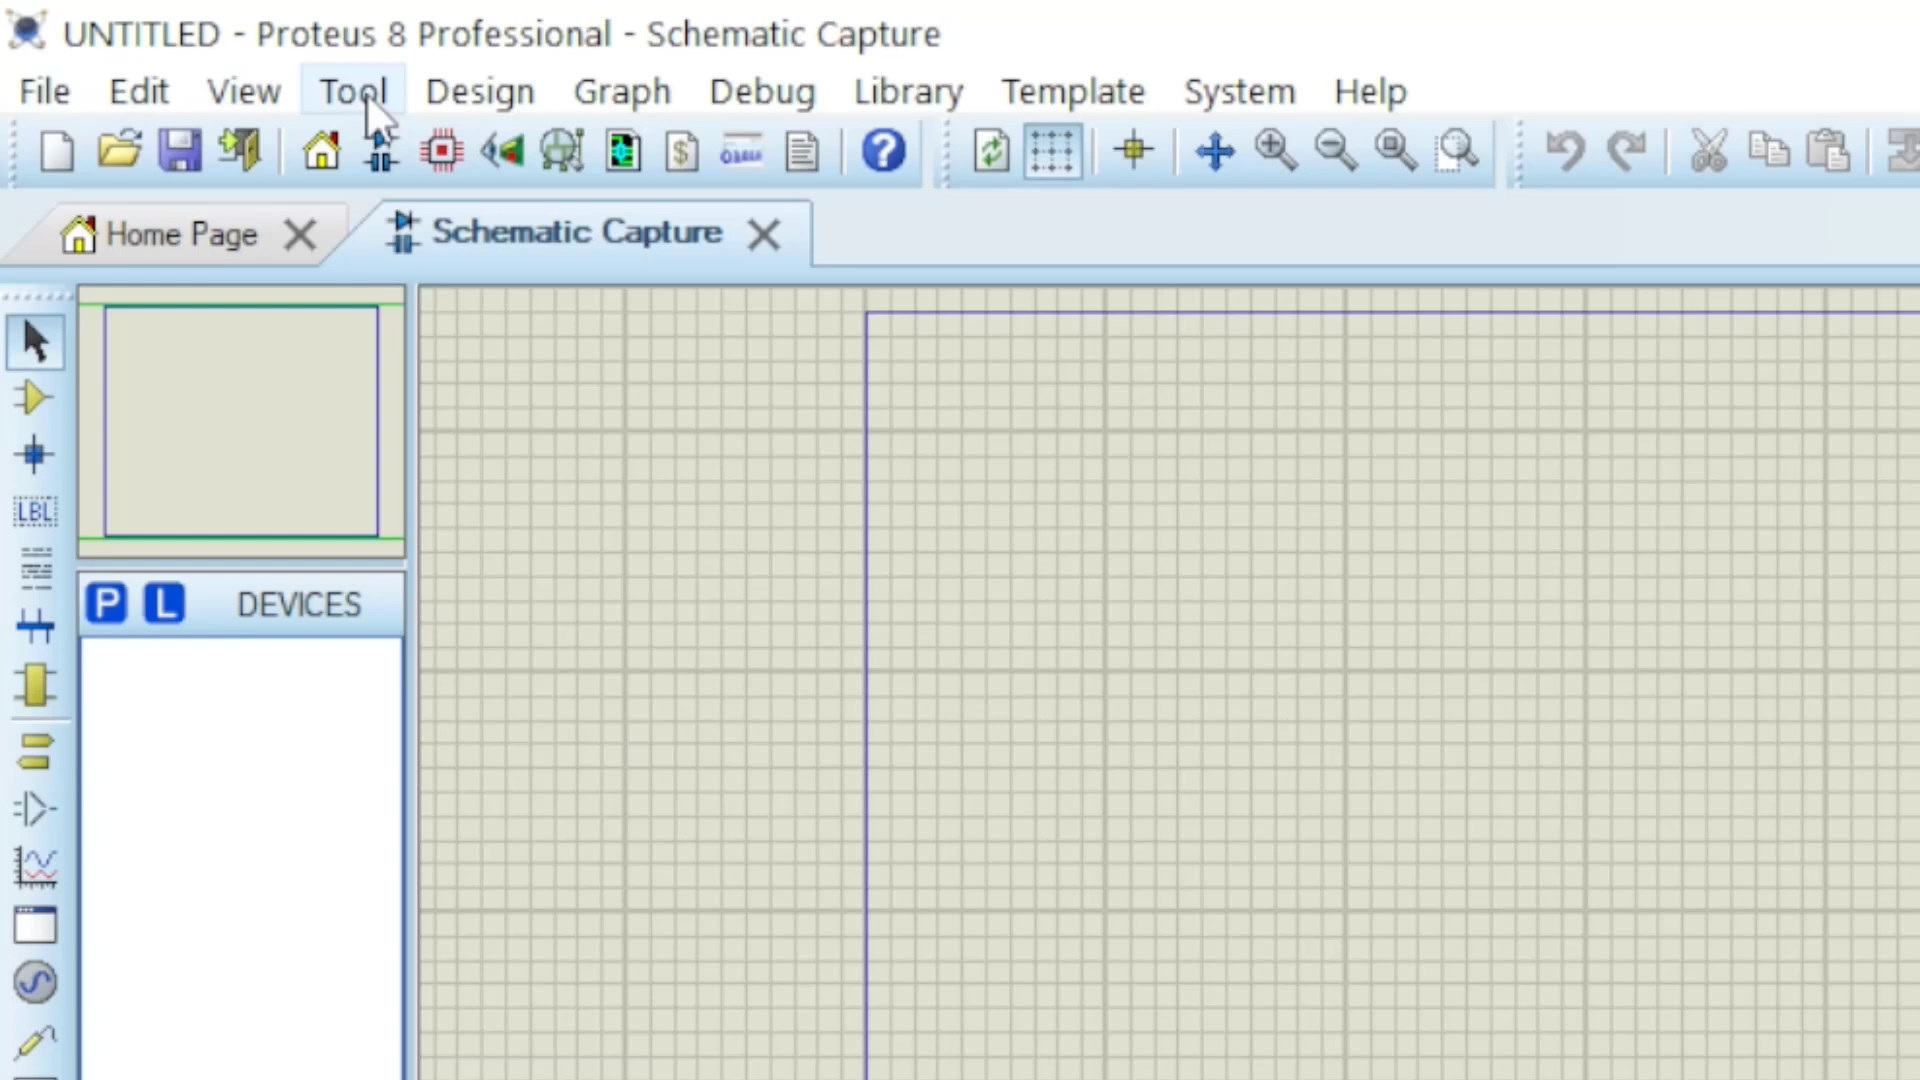 UNTITLED - Proteus 8 Professional - Schematic Capture
File Edit View Tool Design Graph Debug Library Template System Help
$ ?
Home Page Schematic Capture
LBL
P L DEVICES